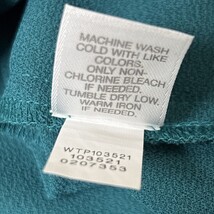 MACHINE WASH
COLD WITH LIKE
COLORS.
ONLY NON-
CHLORINE BLEACH
IF NEEDED.
TUMBLE DRY LOW.
WARM IRON
IF NEEDED.
WTP103521
103521
0207353